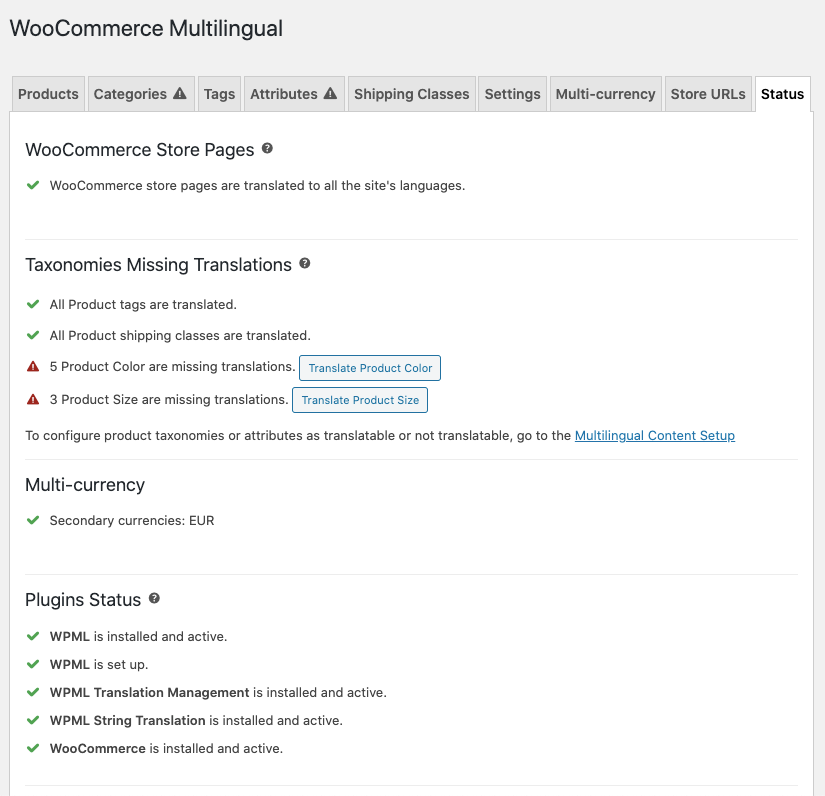 WooCommerce Multilingual
Products Categories Tags Attributes Shipping Classes Settings Multi-currency Store URLs Status
WooCommerce Store Pages
WooCommerce store pages are translated to all the site's languages.
Taxonomies Missing Translations
All Product tags are translated.
All Product shipping classes are translated.
5 Product Color are missing translations. Translate Product Color
3 Product Size are missing translations. Translate Product Size
To configure product taxonomies or attributes as translatable or not translatable, go to the Multilingual Content Setup
Multi-currency
Secondary currencies: EUR
Plugins Status
WPML is installed and active.
WPML is set up.
WPML Translation Management is installed and active.
WPML String Translation is installed and active.
WooCommerce is installed and active.